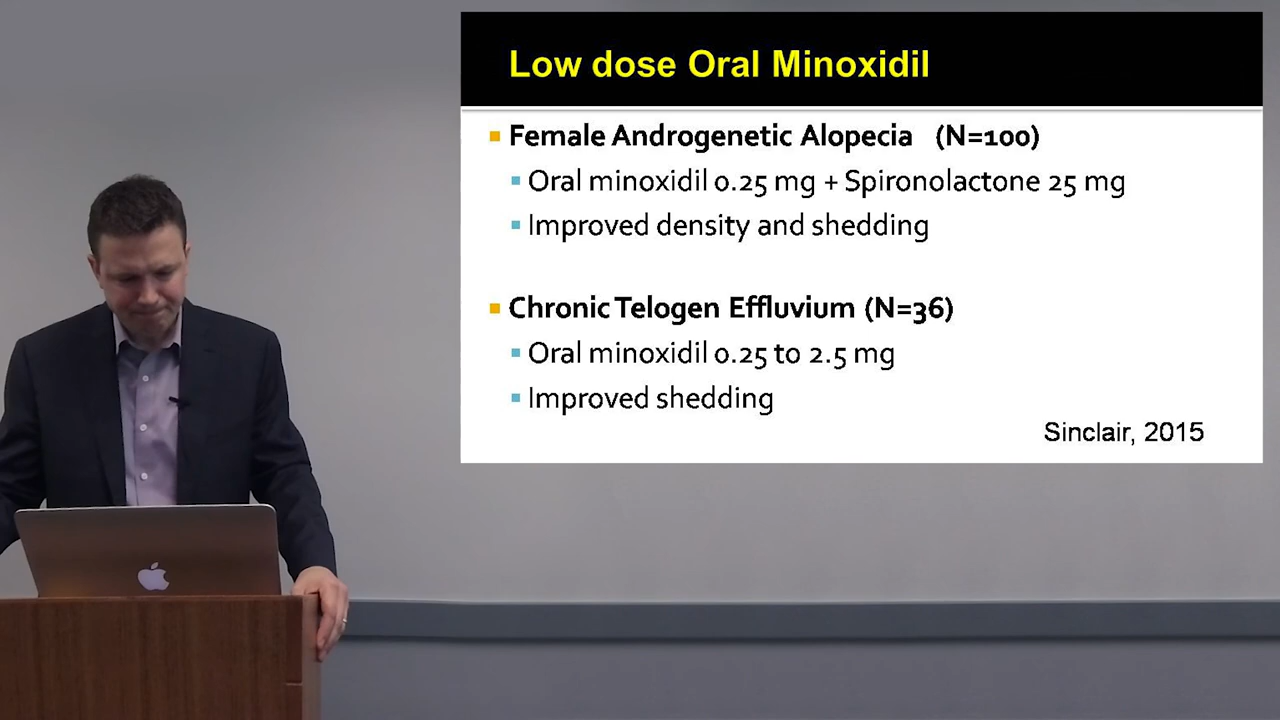 Low dose Oral Minoxidil
Female Androgenetic Alopecia (N=100)
Oral minoxidil 0.25 mg + Spironolactone 25 mg
Improved density and shedding
Chronic Telogen Effluvium (N=36)
Oral minoxidil 0.25 to 2.5 mg
Improved shedding
Sinclair, 2015